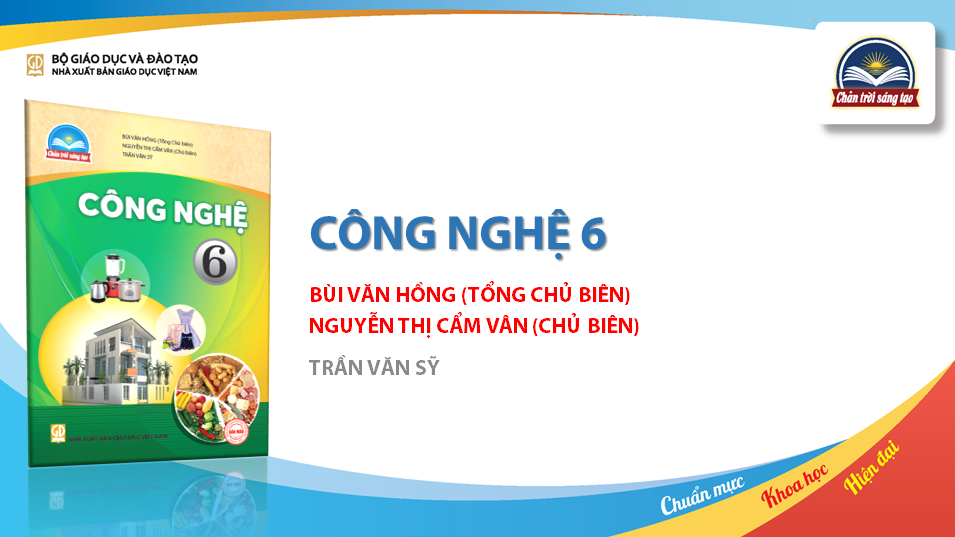 BỘ GIÁO DỤC VÀ ĐÀO TẠO
NHÀ XUẤT BẢN GIÁO DỤC VIỆT NAM
Chân trời sáng tạo
Chân trời sáng tạo
BÙI VĂN HỒNG (Tổng Chủ biên)
NGUYỄN THỊ CẨM VÂN (Chủ biên)
TRẦN VĂN SỸ
CÔNG NGHỆ
6
NHÀ XUẤT BẢN GIÁO DỤC VIỆT NAM
CÔNG NGHỆ 6
BÙI VĂN HỒNG (TỔNG CHỦ BIÊN)
NGUYỄN THỊ CẨM VÂN (CHỦ BIÊN)
TRẦN VĂN SỸ
Chuẩn mực
Khoa học
Hiện đại